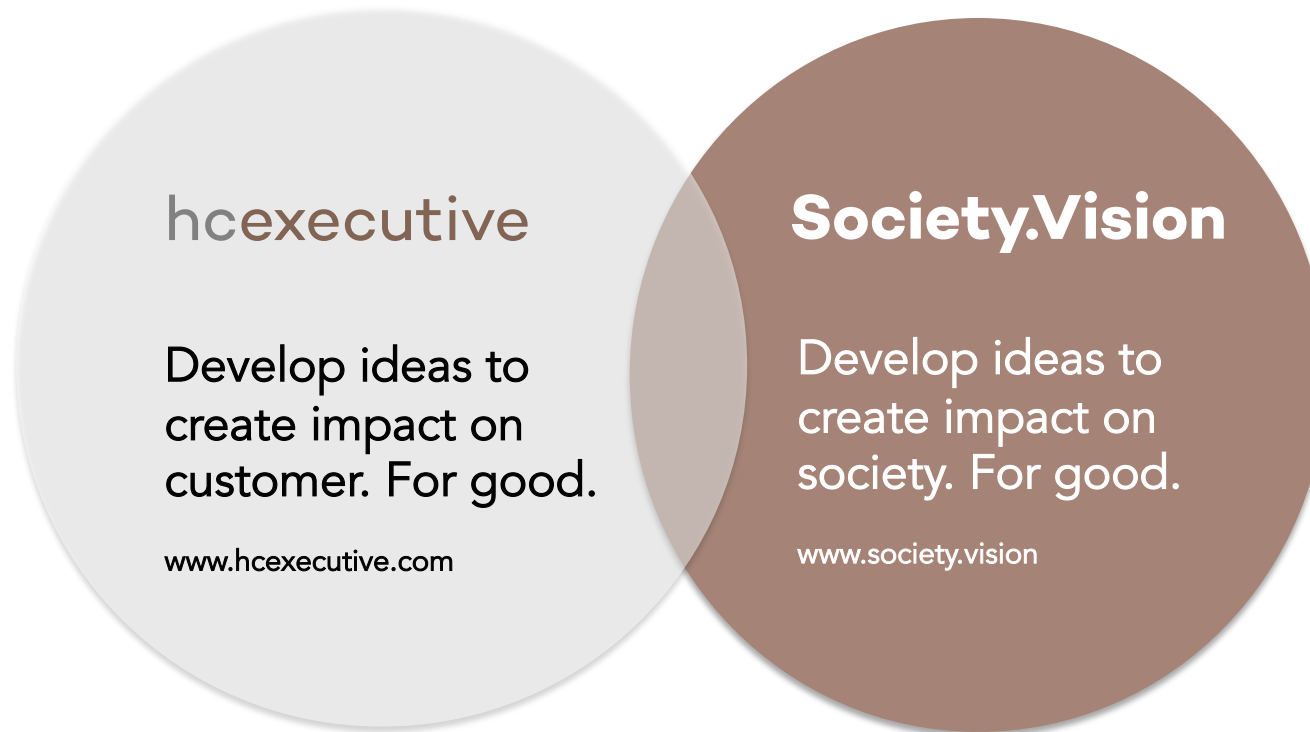 hcexecutive
Develop ideas to
create impact on
customer. For good.
www.hcexecutive.com
Society.Vision
Develop ideas to
create impact on
society. For good.
www.society.vision